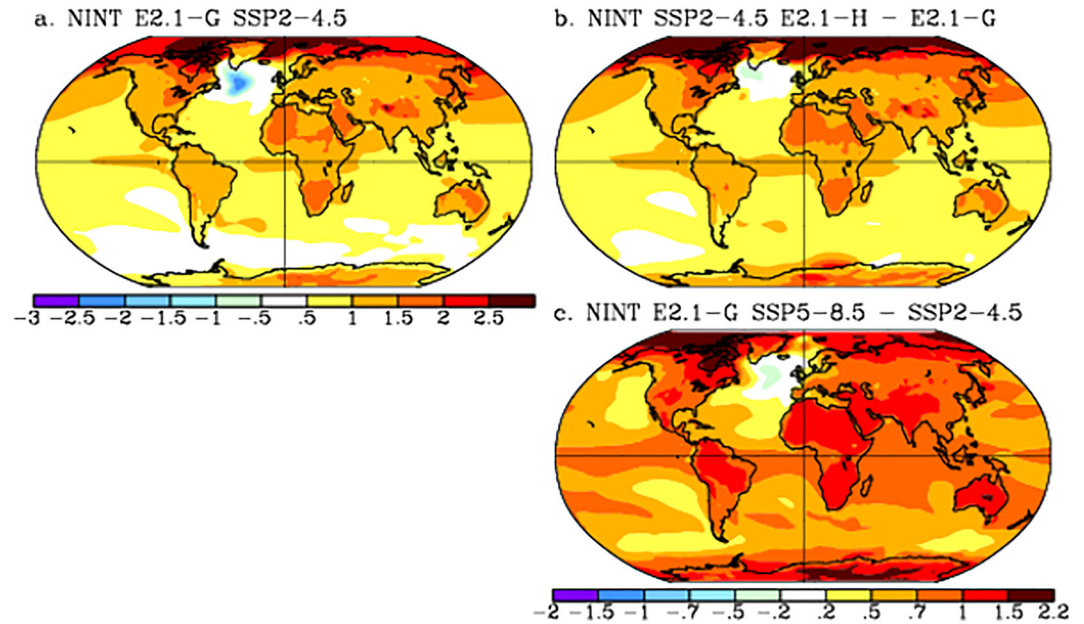 a. NINT E2.1-G SSP2-4.5
b. NINT SSP2-4.5 E2.1-H - E2.1-G
-3 -2.5 -2 -1.5 -1 -.5 .5 1 1.5 2 2.5
c. NINT E2.1-G SSP5-8.5 - SSP2-4.5
-2 -1.5 -1 -.7 -.5 -.2 .2 .5 .7 1 1.5 2.2